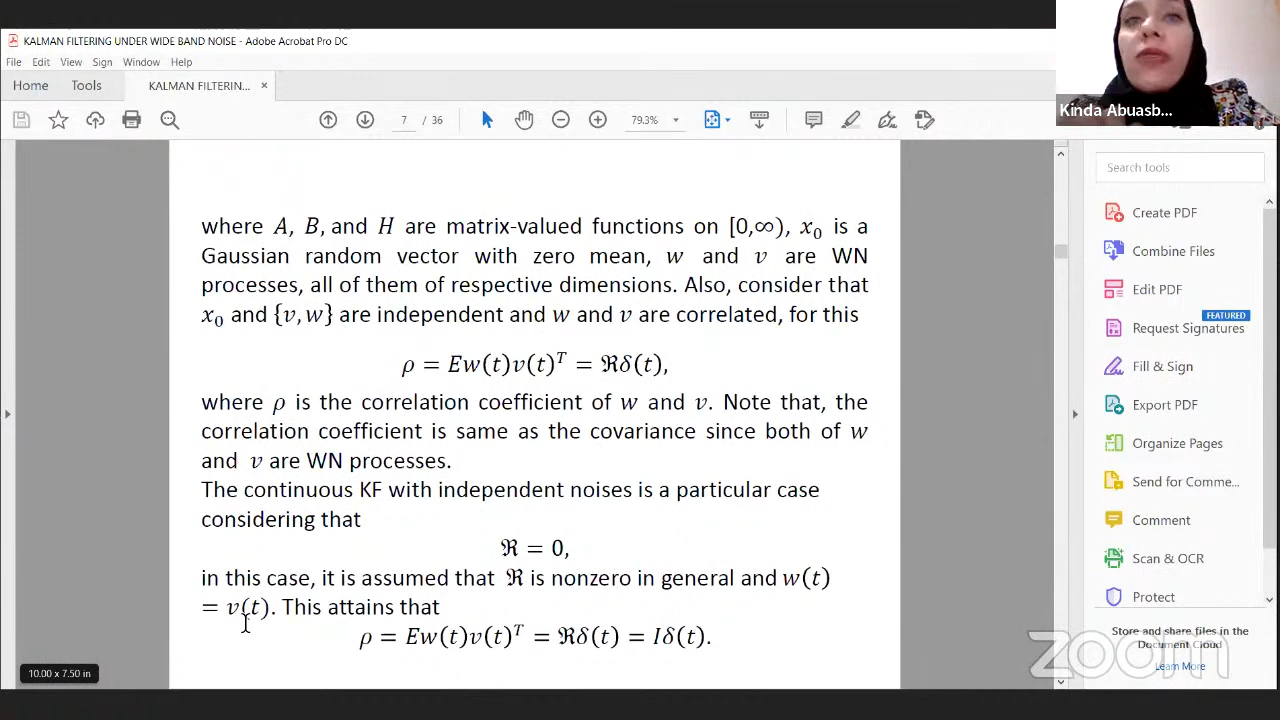 KALMAN FILTERING UNDER WIDE BAND NOISE - Adobe Acrobat Pro DC
File Edit View Sign Window Help
Home Tools KALMAN FILTERIN... ×
7 / 36 79.3%
Kinda Abuasb...
where A, B, and H are matrix-valued functions on [0,∞), x₀ is a
Gaussian random vector with zero mean, w and v are WN
processes, all of them of respective dimensions. Also, consider that
x₀ and {v, w} are independent and w and v are correlated, for this
ρ = Ew(t)v(t)ᵀ = ℜδ(t),
where ρ is the correlation coefficient of w and v. Note that, the
correlation coefficient is same as the covariance since both of w
and v are WN processes.
The continuous KF with independent noises is a particular case
considering that
ℜ = 0,
in this case, it is assumed that ℜ is nonzero in general and w(t)
= v(t). This attains that
ρ = Ew(t)v(t)ᵀ = ℜδ(t) = Iδ(t).
10.00 x 7.50 in
Search tools
Create PDF
Combine Files
Edit PDF
FEATURED
Request Signatures
Fill & Sign
Export PDF
Organize Pages
Send for Comme...
Comment
Scan & OCR
Protect
Store and share files in the
Document Cloud
Learn More
zoom